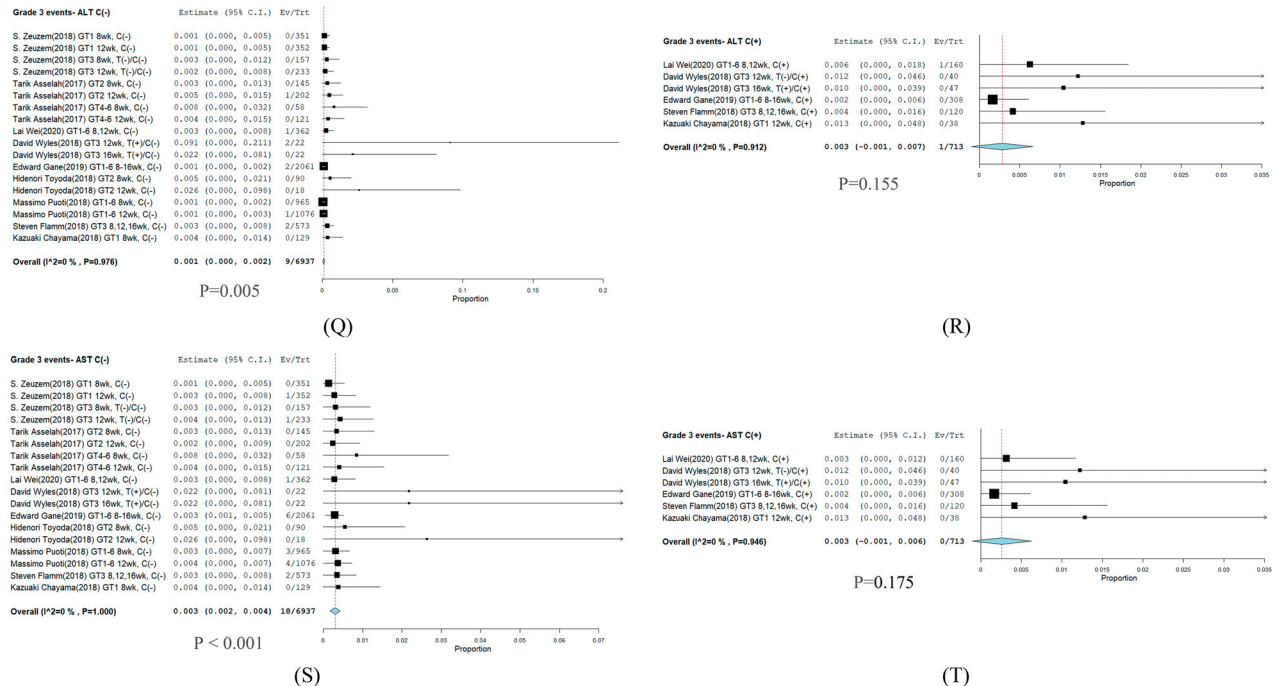 Grade 3 events- ALT C(-) Estimate (95% C.I.) Ev/Trt
S. Zeuzem(2018) GT1 8wk, C(-) 0.001 (0.000, 0.005) 0/351
S. Zeuzem(2018) GT1 12wk, C(-) 0.001 (0.000, 0.005) 0/352
S. Zeuzem(2018) GT3 8wk, T(-)/C(-) 0.003 (0.000, 0.012) 0/157
S. Zeuzem(2018) GT3 12wk, T(-)/C(-) 0.002 (0.000, 0.008) 0/233
Tarik Asselah(2017) GT2 8wk, C(-) 0.003 (0.000, 0.013) 0/145
Tarik Asselah(2017) GT2 12wk, C(-) 0.005 (0.000, 0.015) 1/202
Tarik Asselah(2017) GT4-6 8wk, C(-) 0.008 (0.000, 0.032) 0/58
Tarik Asselah(2017) GT4-6 12wk, C(-) 0.004 (0.000, 0.015) 0/121
Lai Wei(2020) GT1-6 8,12wk, C(-) 0.003 (0.000, 0.008) 1/362
David Wyles(2018) GT3 12wk, T(+)/C(-) 0.091 (0.000, 0.211) 2/22
David Wyles(2018) GT3 16wk, T(+)/C(-) 0.022 (0.000, 0.081) 0/22
Edward Gane(2019) GT1-6 8-16wk, C(-) 0.001 (0.000, 0.002) 2/2061
Hidenori Toyoda(2018) GT2 8wk, C(-) 0.005 (0.000, 0.021) 0/90
Hidenori Toyoda(2018) GT2 12wk, C(-) 0.026 (0.000, 0.098) 0/18
Massimo Puoti(2018) GT1-6 8wk, C(-) 0.001 (0.000, 0.002) 0/965
Massimo Puoti(2018) GT1-6 12wk, C(-) 0.001 (0.000, 0.003) 1/1076
Steven Flamm(2018) GT3 8,12,16wk, C(-) 0.003 (0.000, 0.008) 2/573
Kazuaki Chayama(2018) GT1 8wk, C(-) 0.004 (0.000, 0.014) 0/129
Overall (I^2=0 % , P=0.976) 0.001 (0.000, 0.002) 9/6937
P=0.005
0 0.05 0.1 0.15 0.2
Proportion
(Q)
Grade 3 events- ALT C(+) Estimate (95% C.I.) Ev/Trt
Lai Wei(2020) GT1-6 8,12wk, C(+) 0.006 (0.000, 0.018) 1/160
David Wyles(2018) GT3 12wk, T(-)/C(+) 0.012 (0.000, 0.046) 0/40
David Wyles(2018) GT3 16wk, T(+)/C(+) 0.010 (0.000, 0.039) 0/47
Edward Gane(2019) GT1-6 8-16wk, C(+) 0.002 (0.000, 0.006) 0/308
Steven Flamm(2018) GT3 8,12,16wk, C(+) 0.004 (0.000, 0.016) 0/120
Kazuaki Chayama(2018) GT1 12wk, C(+) 0.013 (0.000, 0.048) 0/38
Overall (I^2=0 % , P=0.912) 0.003 (-0.001, 0.007) 1/713
P=0.155
0 0.005 0.01 0.015 0.02 0.025 0.03 0.035
Proportion
(R)
Grade 3 events- AST C(-) Estimate (95% C.I.) Ev/Trt
S. Zeuzem(2018) GT1 8wk, C(-) 0.001 (0.000, 0.005) 0/351
S. Zeuzem(2018) GT1 12wk, C(-) 0.003 (0.000, 0.008) 1/352
S. Zeuzem(2018) GT3 8wk, T(-)/C(-) 0.003 (0.000, 0.012) 0/157
S. Zeuzem(2018) GT3 12wk, T(-)/C(-) 0.004 (0.000, 0.013) 1/233
Tarik Asselah(2017) GT2 8wk, C(-) 0.003 (0.000, 0.013) 0/145
Tarik Asselah(2017) GT2 12wk, C(-) 0.002 (0.000, 0.009) 0/202
Tarik Asselah(2017) GT4-6 8wk, C(-) 0.008 (0.000, 0.032) 0/58
Tarik Asselah(2017) GT4-6 12wk, C(-) 0.004 (0.000, 0.015) 0/121
Lai Wei(2020) GT1-6 8,12wk, C(-) 0.003 (0.000, 0.008) 1/362
David Wyles(2018) GT3 12wk, T(+)/C(-) 0.022 (0.000, 0.081) 0/22
David Wyles(2018) GT3 16wk, T(+)/C(-) 0.022 (0.000, 0.081) 0/22
Edward Gane(2019) GT1-6 8-16wk, C(-) 0.003 (0.001, 0.005) 6/2061
Hidenori Toyoda(2018) GT2 8wk, C(-) 0.005 (0.000, 0.021) 0/90
Hidenori Toyoda(2018) GT2 12wk, C(-) 0.026 (0.000, 0.098) 0/18
Massimo Puoti(2018) GT1-6 8wk, C(-) 0.003 (0.000, 0.007) 3/965
Massimo Puoti(2018) GT1-6 12wk, C(-) 0.004 (0.000, 0.007) 4/1076
Steven Flamm(2018) GT3 8,12,16wk, C(-) 0.003 (0.000, 0.008) 2/573
Kazuaki Chayama(2018) GT1 8wk, C(-) 0.004 (0.000, 0.014) 0/129
Overall (I^2=0 % , P=1.000) 0.003 (0.002, 0.004) 18/6937
P < 0.001
0 0.01 0.02 0.03 0.04 0.05 0.06 0.07
Proportion
(S)
Grade 3 events- AST C(+) Estimate (95% C.I.) Ev/Trt
Lai Wei(2020) GT1-6 8,12wk, C(+) 0.003 (0.000, 0.012) 0/160
David Wyles(2018) GT3 12wk, T(-)/C(+) 0.012 (0.000, 0.046) 0/40
David Wyles(2018) GT3 16wk, T(+)/C(+) 0.010 (0.000, 0.039) 0/47
Edward Gane(2019) GT1-6 8-16wk, C(+) 0.002 (0.000, 0.006) 0/308
Steven Flamm(2018) GT3 8,12,16wk, C(+) 0.004 (0.000, 0.016) 0/120
Kazuaki Chayama(2018) GT1 12wk, C(+) 0.013 (0.000, 0.048) 0/38
Overall (I^2=0 % , P=0.946) 0.003 (-0.001, 0.006) 0/713
P=0.175
0 0.005 0.01 0.015 0.02 0.025 0.03 0.035
Proportion
(T)